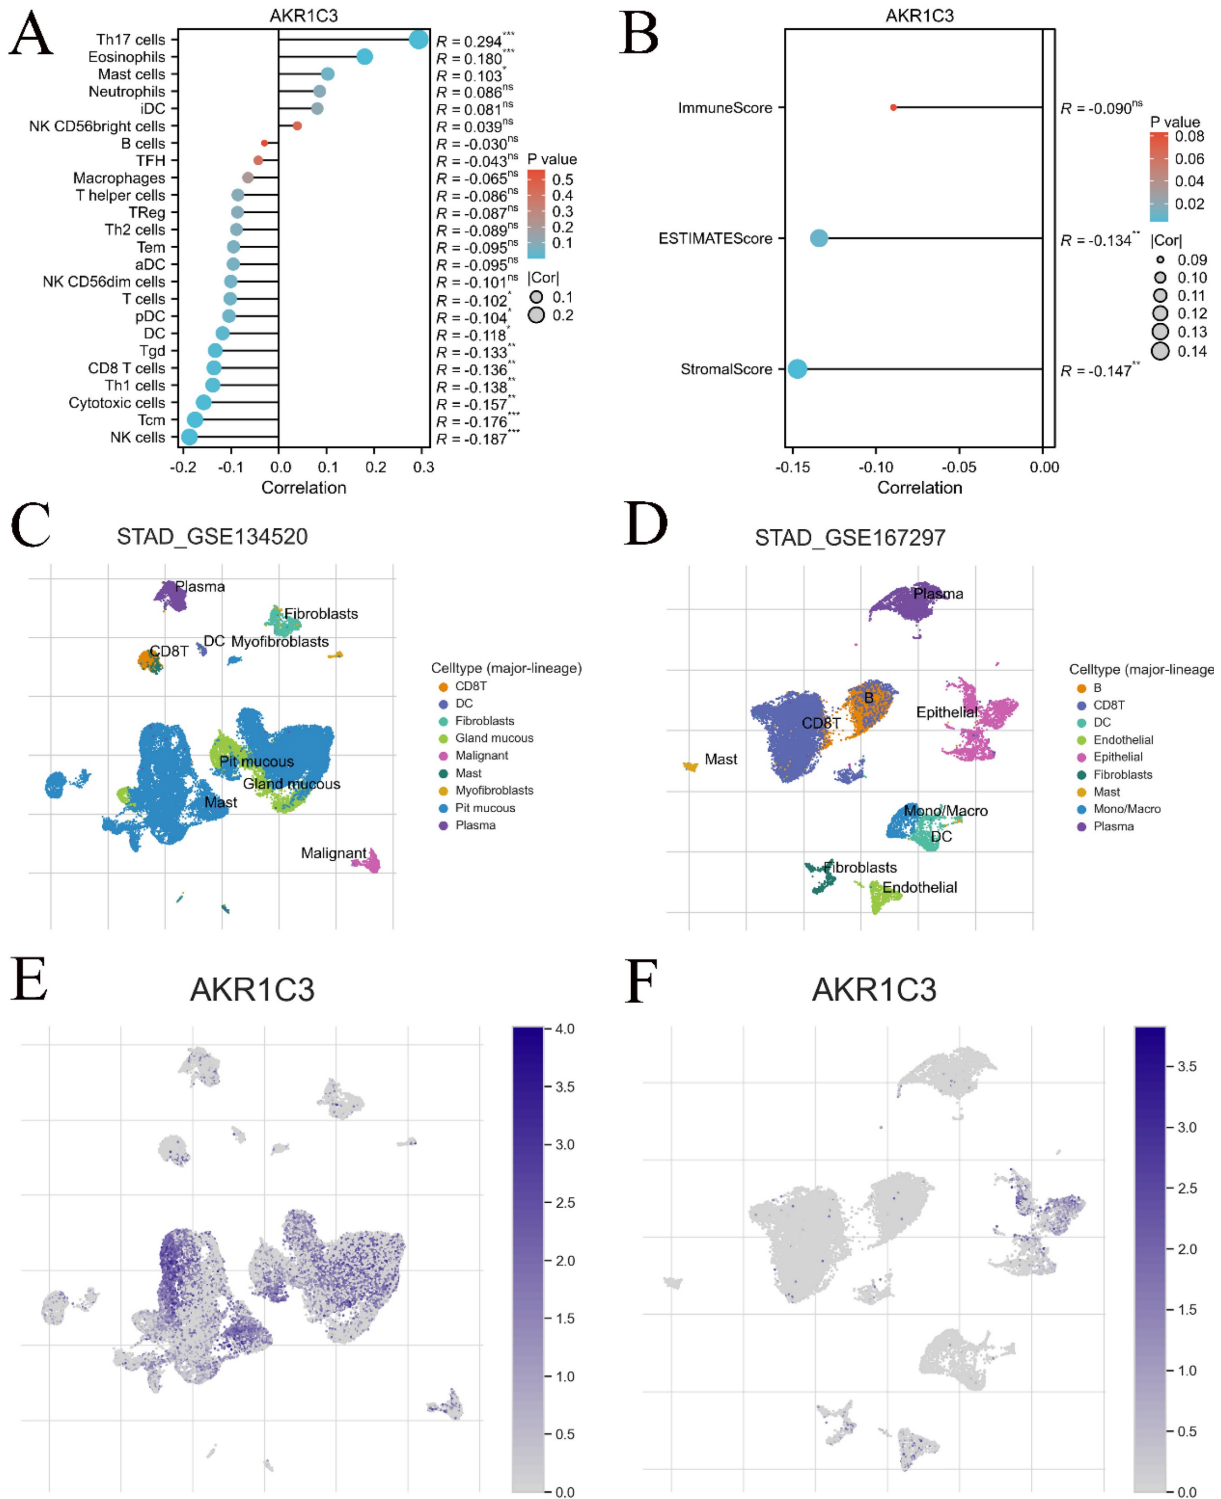 A
AKR1C3
Th17 cells R = 0.294***
Eosinophils R = 0.180***
Mast cells R = 0.103*
Neutrophils R = 0.086ns
iDC R = 0.081ns
NK CD56bright cells R = 0.039ns
B cells R = -0.030ns
TFH R = -0.043ns
Macrophages R = -0.065ns
T helper cells R = -0.086ns
TReg R = -0.087ns
Th2 cells R = -0.089ns
Tem R = -0.095ns
aDC R = -0.095ns
NK CD56dim cells R = -0.101ns
T cells R = -0.102*
pDC R = -0.104*
DC R = -0.118*
Tgd R = -0.133**
CD8 T cells R = -0.136**
Th1 cells R = -0.138**
Cytotoxic cells R = -0.157**
Tcm R = -0.176***
NK cells R = -0.187***
-0.2 -0.1 0.0 0.1 0.2 0.3
Correlation
P value
0.5
0.4
0.3
0.2
0.1
|Cor|
0.1
0.2
B
AKR1C3
ImmuneScore R = -0.090ns
ESTIMATEScore R = -0.134**
StromalScore R = -0.147**
-0.15 -0.10 -0.05 0.00
Correlation
P value
0.08
0.06
0.04
0.02
|Cor|
0.09
0.10
0.11
0.12
0.13
0.14
C
STAD_GSE134520
Plasma
Fibroblasts
DC Myofibroblasts
CD8T
Pit mucous
Gland mucous
Mast
Malignant
Celltype (major-lineage)
CD8T
DC
Fibroblasts
Gland mucous
Malignant
Mast
Myofibroblasts
Pit mucous
Plasma
D
STAD_GSE167297
Plasma
B
CD8T
Epithelial
Mast
Mono/Macro
DC
Fibroblasts
Endothelial
Celltype (major-lineage
B
CD8T
DC
Endothelial
Epithelial
Fibroblasts
Mast
Mono/Macro
Plasma
E
AKR1C3
4.0
3.5
3.0
2.5
2.0
1.5
1.0
0.5
0.0
F
AKR1C3
3.5
3.0
2.5
2.0
1.5
1.0
0.5
0.0